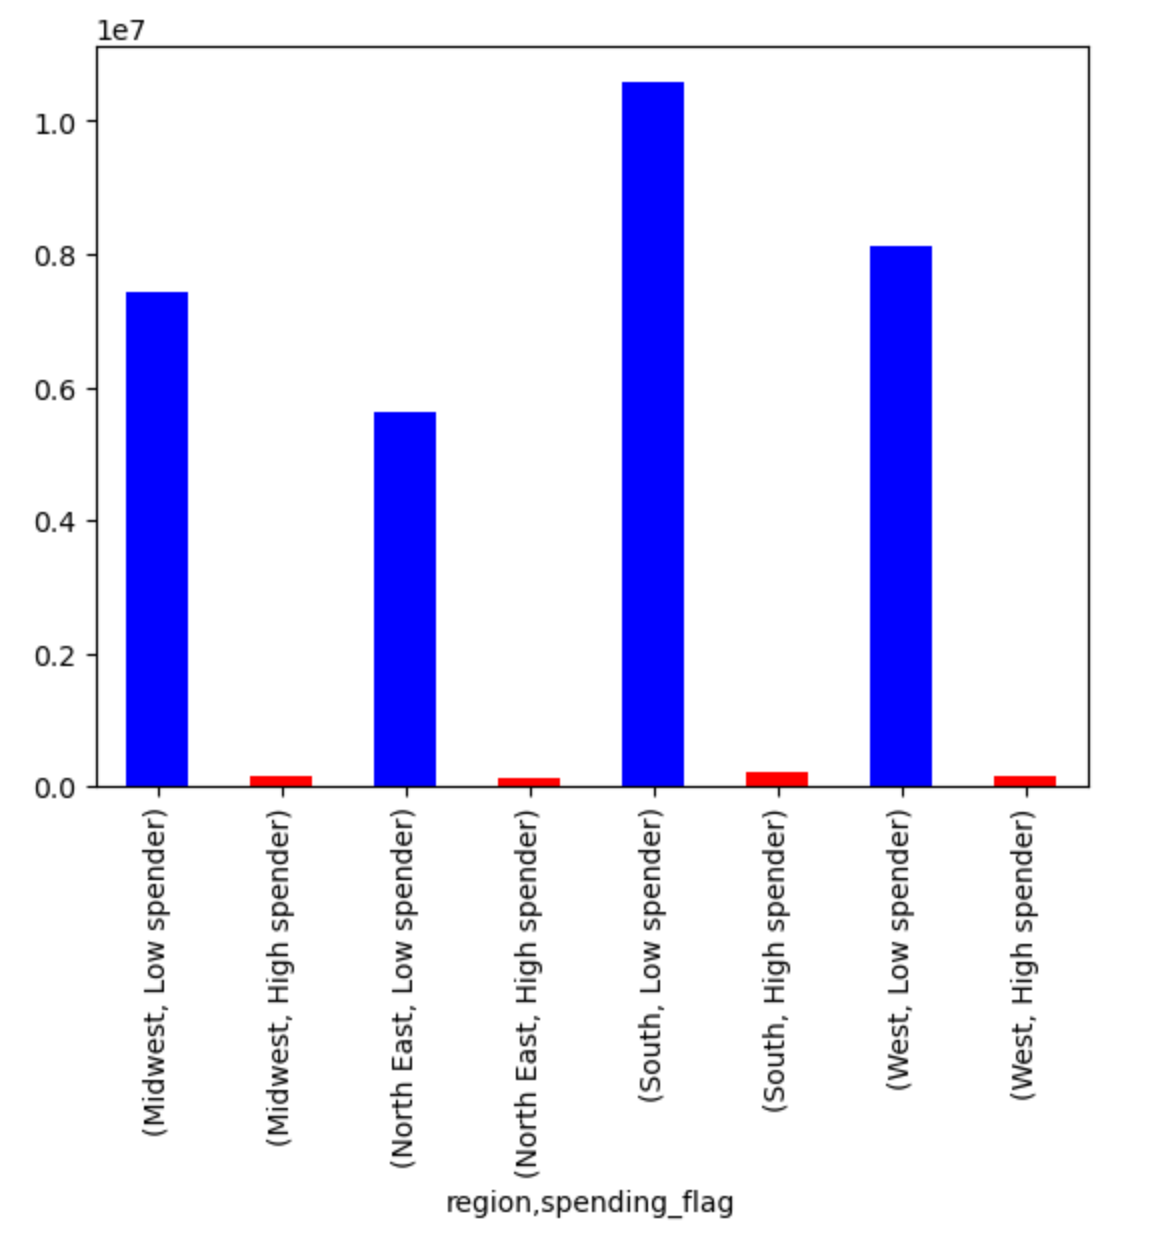 1e7
1.0
0.8
0.6
0.4
0.2
0.0
(Midwest, Low spender)
(Midwest, High spender)
(North East, Low spender)
(North East, High spender)
(South, Low spender)
(South, High spender)
(West, Low spender)
(West, High spender)
region,spending_flag